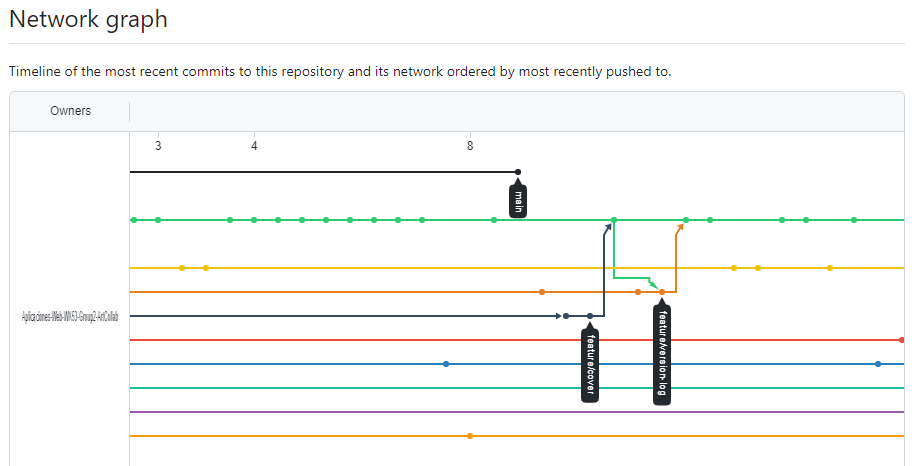 Network graph
Timeline of the most recent commits to this repository and its network ordered by most recently pushed to.
Owners
3 4 8
main
Aplicaciones-Web-WX53-Group2-ArtCollab
feature/cover
feature/version-log